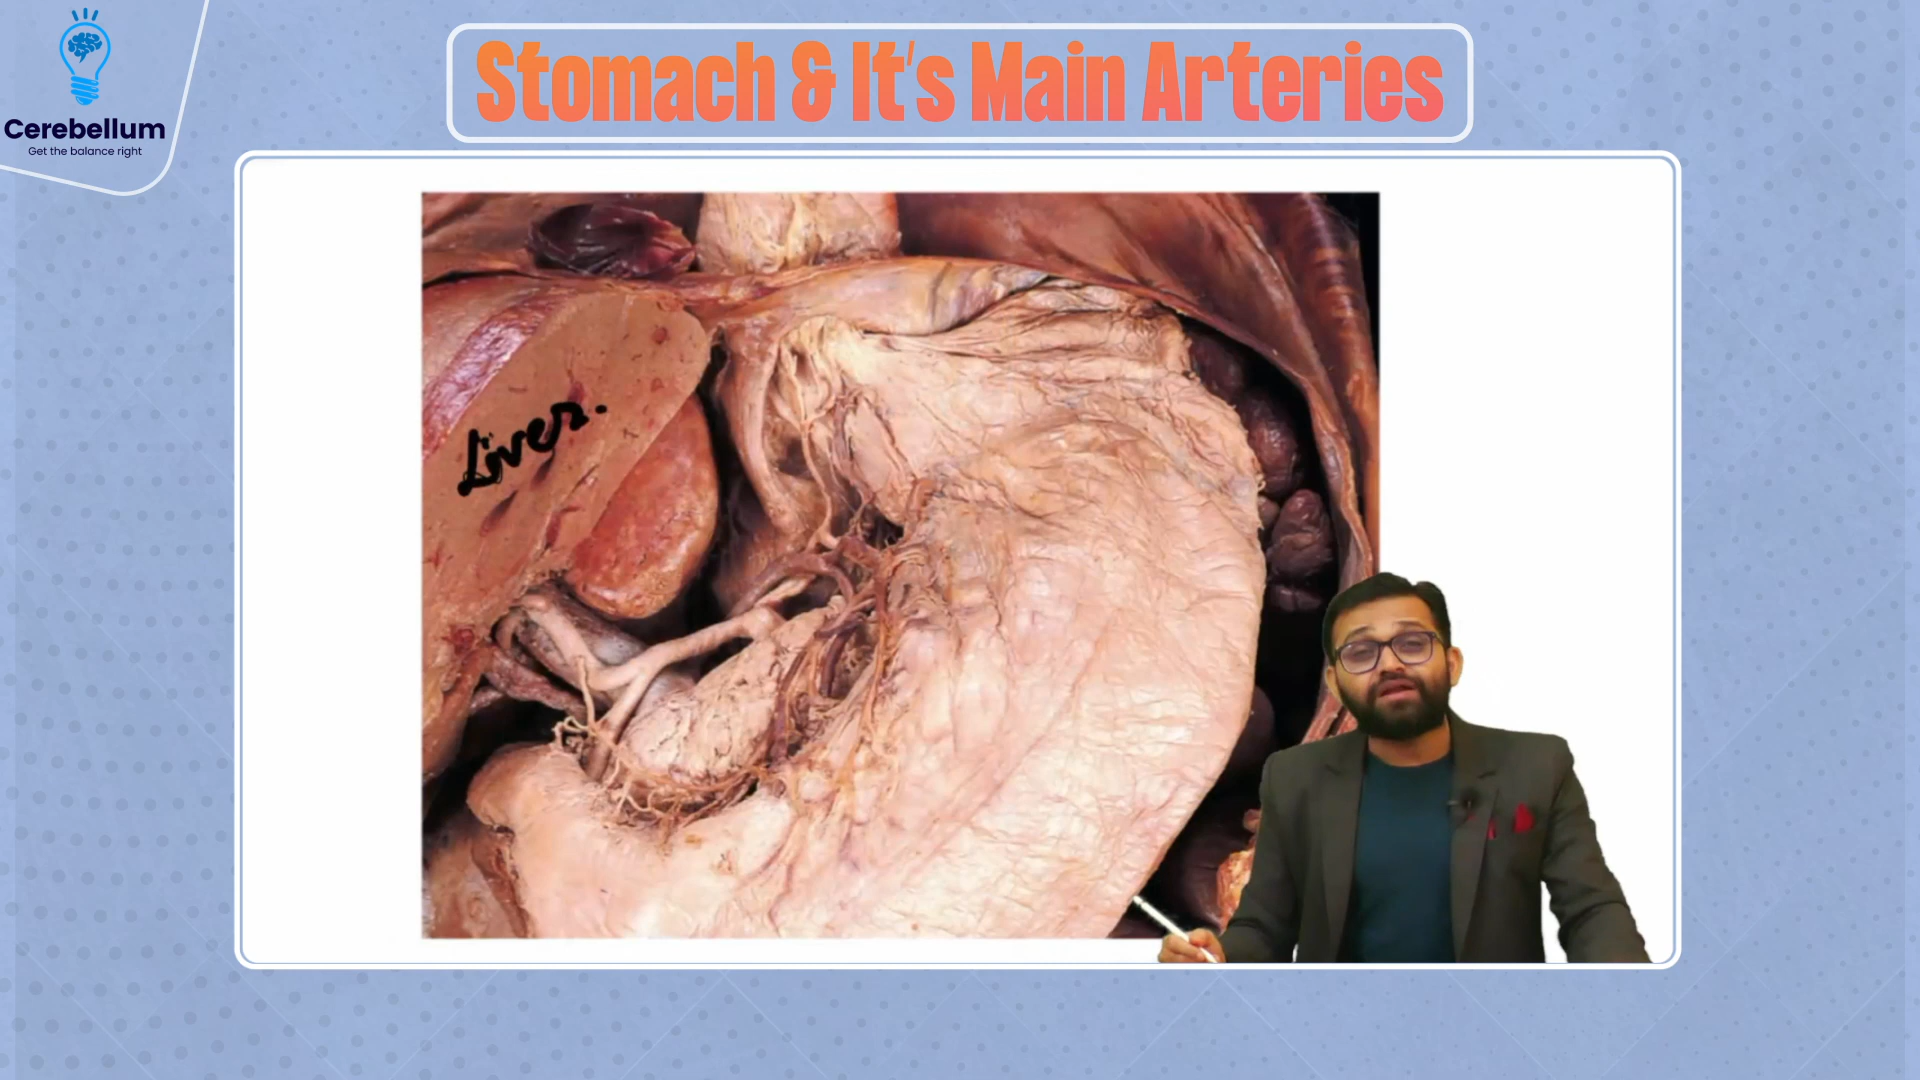 Stomach & It's Main Arteries
Cerebellum
Get the balance right
Liver.